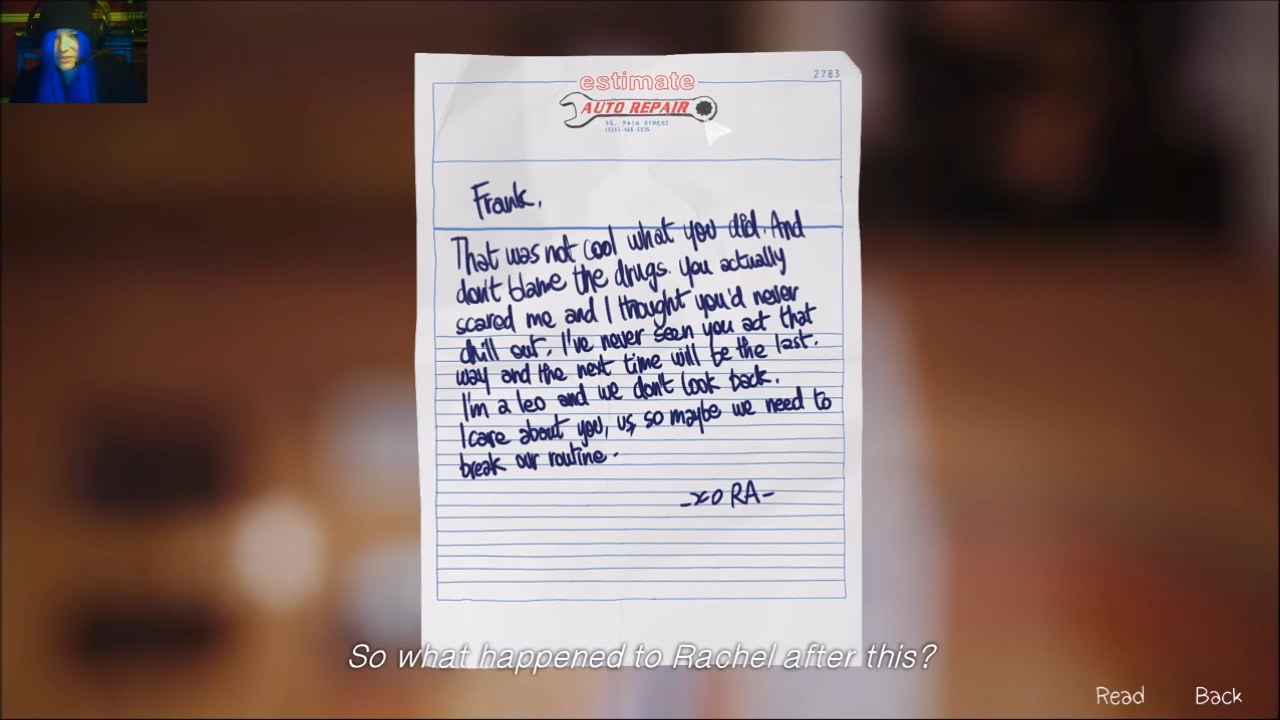 estimate
2783
AUTO REPAIR
Frank,
That was not cool what you did. And
don't blame the drugs. You actually
scared me and I thought you'd never
chill out. I've never seen you act that
way and the next time will be the last.
I'm a leo and we don't look back.
I care about you, us, so maybe we need to
break our routine.
-xo RA-
So what happened to Rachel after this?
Read
Back